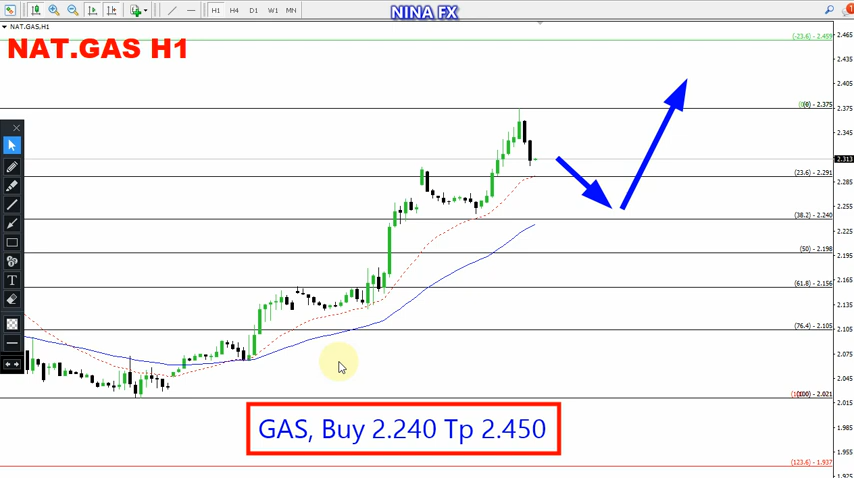 H1 H4 D1 W1 MN
NINA FX
NAT.GAS,H1
NAT.GAS H1
(-23.6) - 2.459
2.465
2.435
2.405
(0) - 2.375
2.375
2.345
2.313
(23.6) - 2.291
2.285
2.255
(38.2) - 2.240
2.225
(50) - 2.198
2.195
2.165
(61.8) - 2.156
2.135
(76.4) - 2.105
2.105
2.075
2.045
(100) - 2.021
2.015
GAS, Buy 2.240 Tp 2.450
1.985
1.955
(123.6) - 1.937
1.925
T